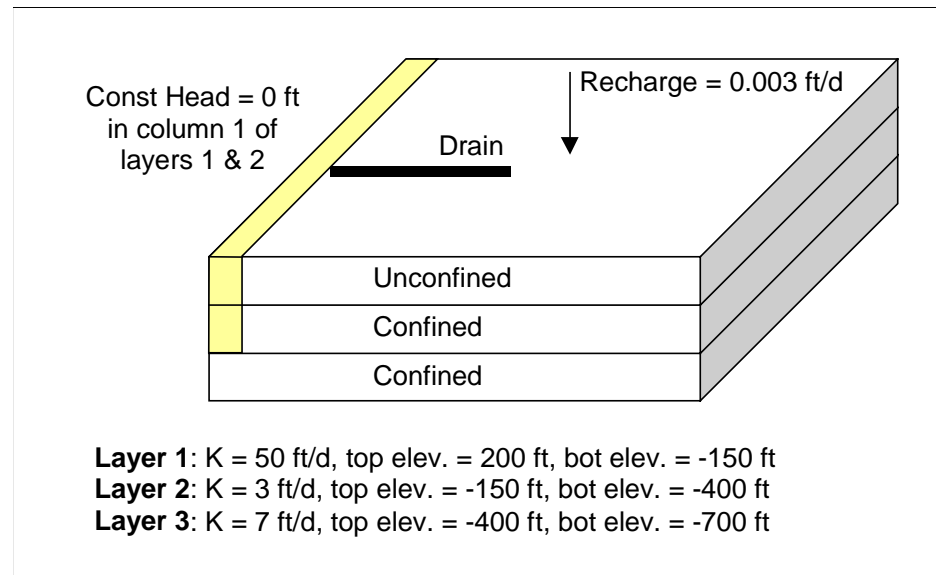 Const Head = 0 ft
in column 1 of
layers 1 & 2
Recharge = 0.003 ft/d
Drain
Unconfined
Confined
Confined
Layer 1: K = 50 ft/d, top elev. = 200 ft, bot elev. = -150 ft
Layer 2: K = 3 ft/d, top elev. = -150 ft, bot elev. = -400 ft
Layer 3: K = 7 ft/d, top elev. = -400 ft, bot elev. = -700 ft